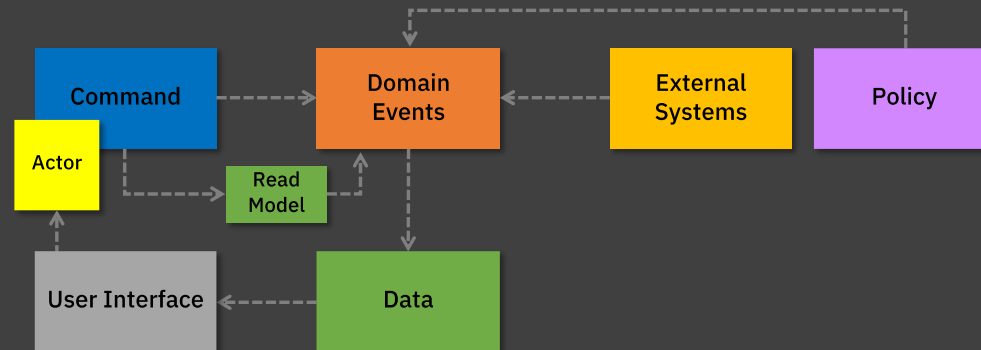 Command
Domain
Events
External
Systems
Policy
Actor
Read
Model
User Interface
Data